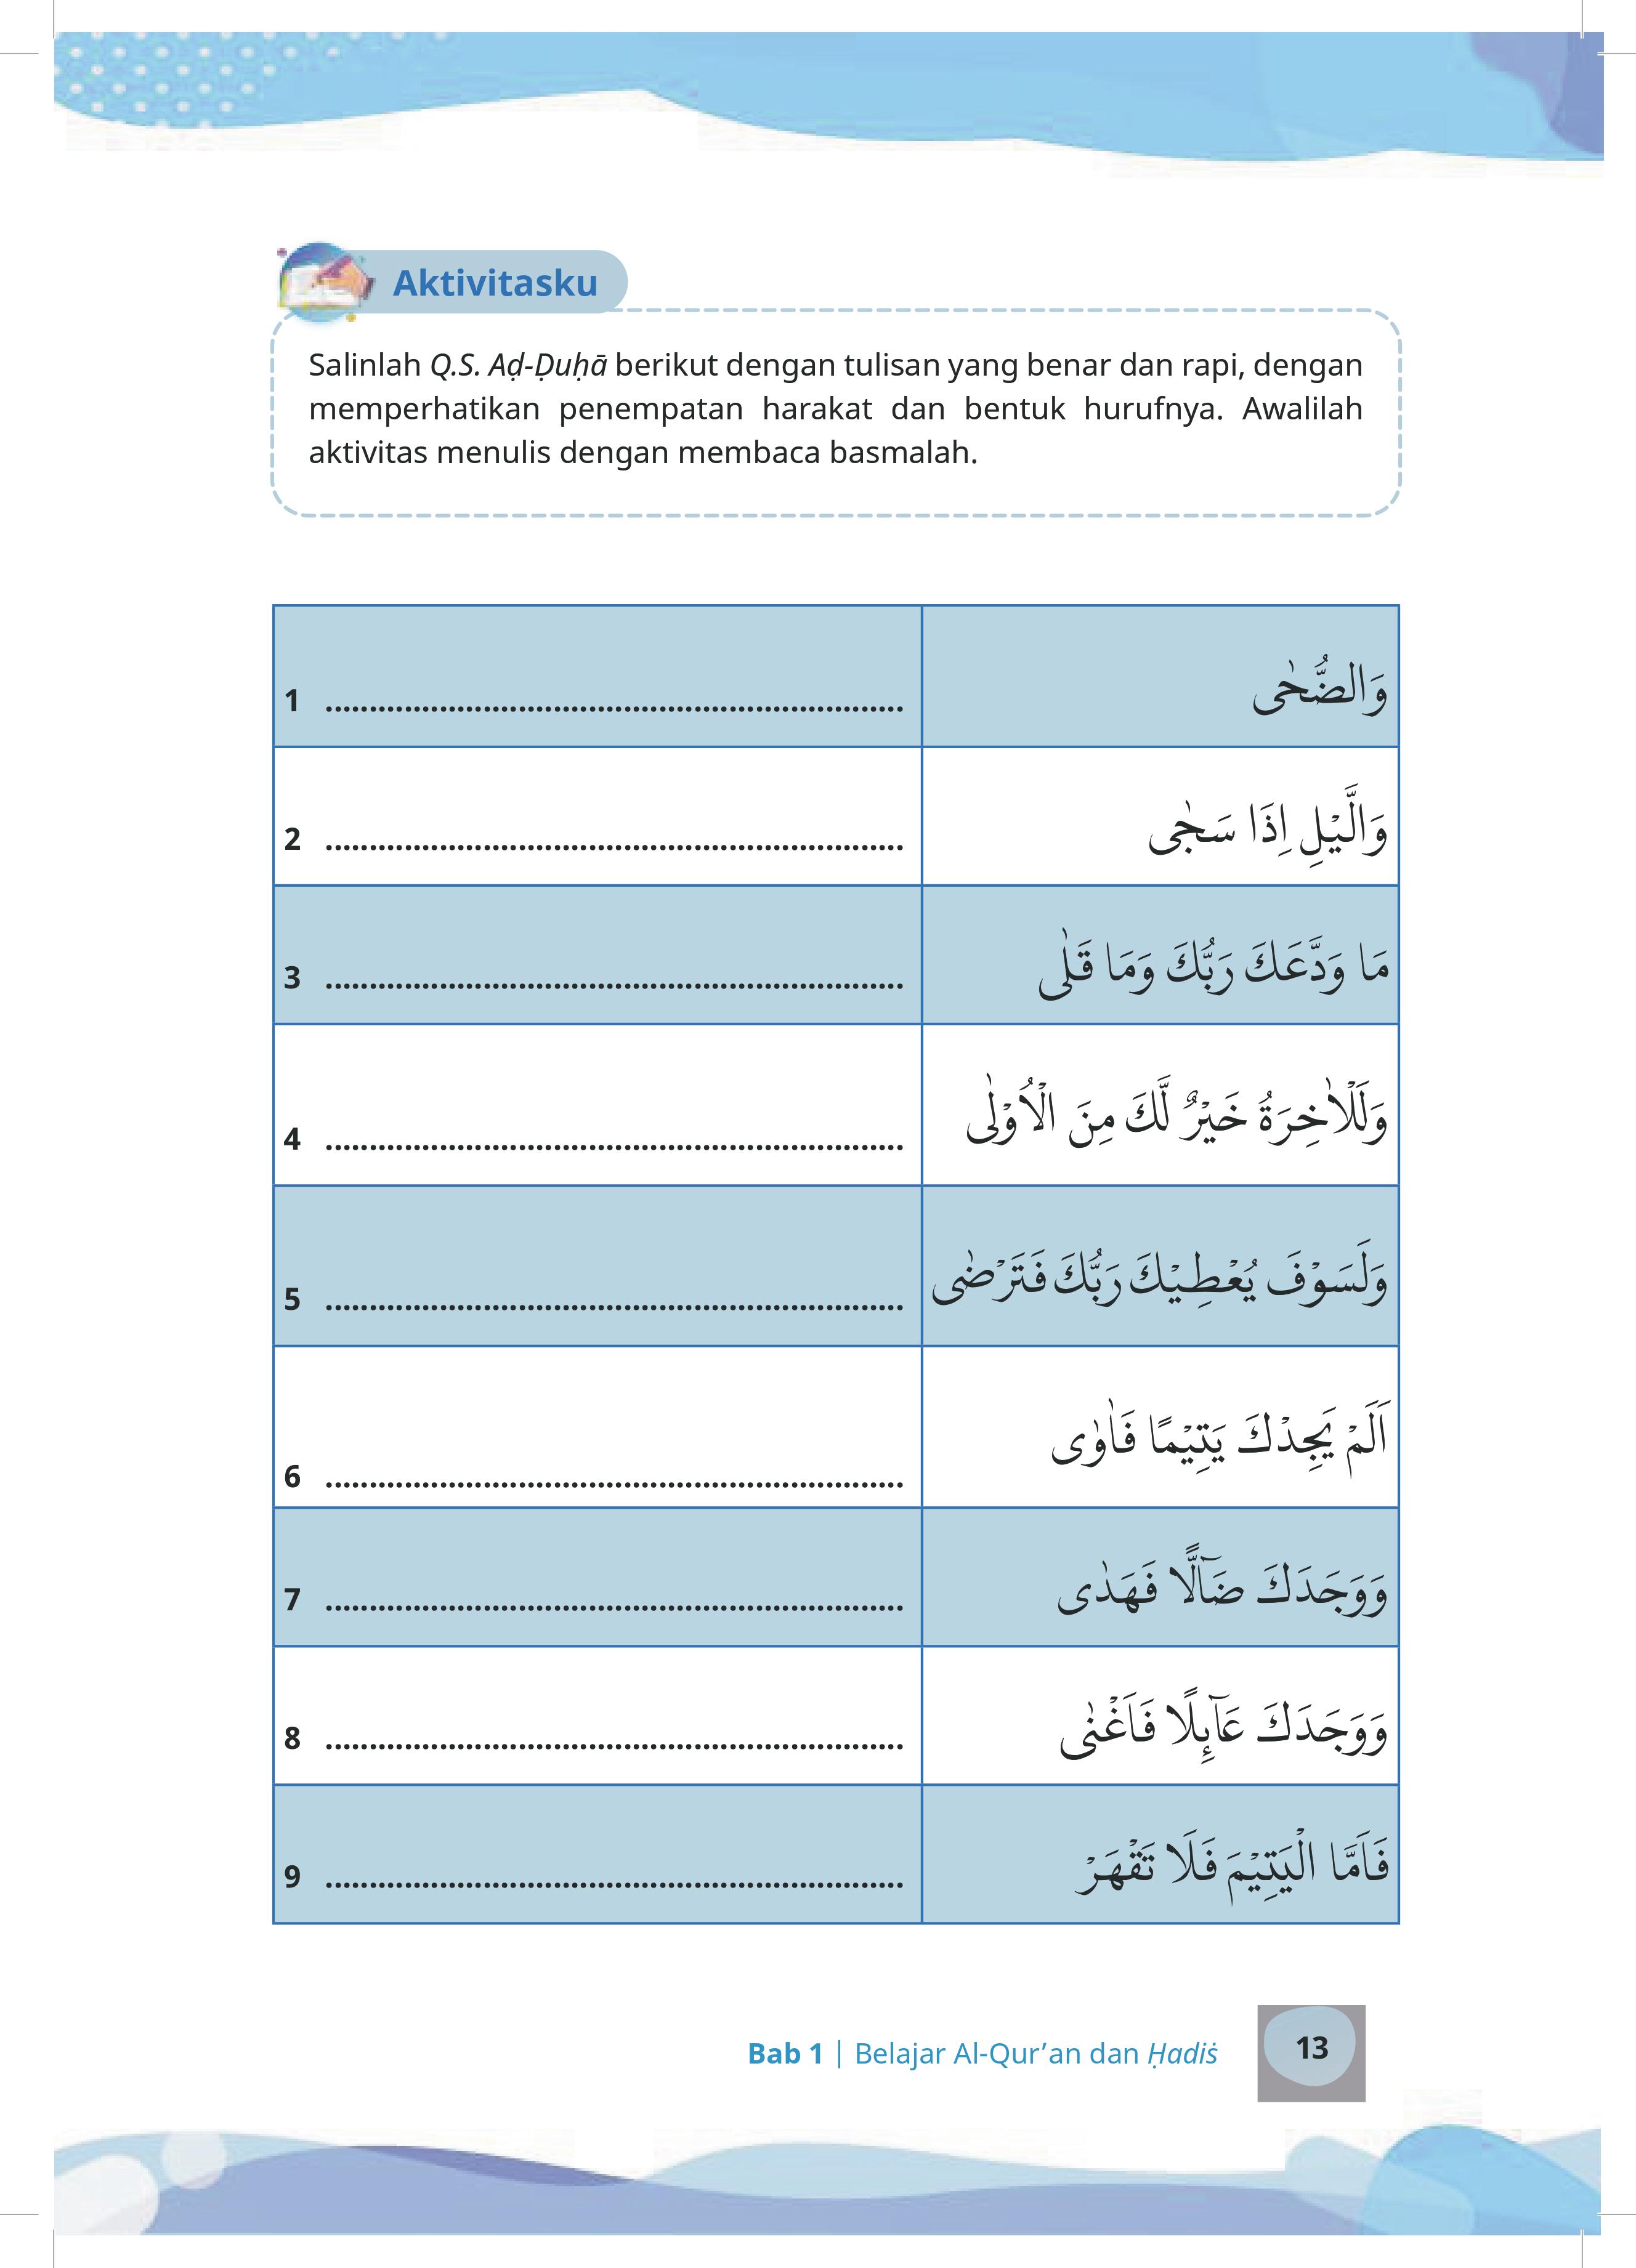 Aktivitasku
Salinlah Q.S. Aḍ-Ḍuḥā berikut dengan tulisan yang benar dan rapi, dengan
memperhatikan penempatan harakat dan bentuk hurufnya. Awalilah
aktivitas menulis dengan membaca basmalah.
1 .................................................................. وَالضُّحٰى
2 .................................................................. وَالَّيْلِ اِذَا سَجٰى
3 .................................................................. مَا وَدَّعَكَ رَبُّكَ وَمَا قَلٰى
4 .................................................................. وَلَلْاٰخِرَةُ خَيْرٌ لَّكَ مِنَ الْاُوْلٰى
5 .................................................................. وَلَسَوْفَ يُعْطِيْكَ رَبُّكَ فَتَرْضٰى
6 .................................................................. اَلَمْ يَجِدْكَ يَتِيْمًا فَاٰوٰى
7 .................................................................. وَوَجَدَكَ ضَاۤلًّا فَهَدٰى
8 .................................................................. وَوَجَدَكَ عَاۤىِٕلًا فَاَغْنٰى
9 .................................................................. فَاَمَّا الْيَتِيْمَ فَلَا تَقْهَرْ
Bab 1 | Belajar Al-Qur’an dan Ḥadiṡ 13